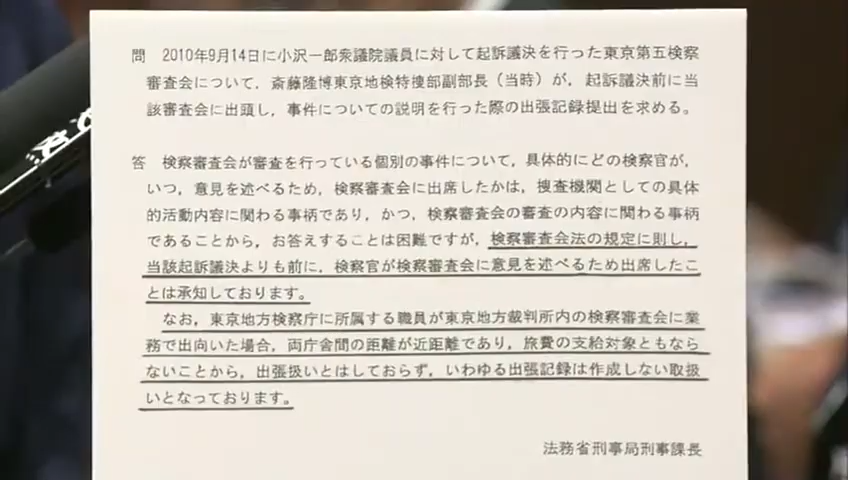 問　2010年9月14日に小沢一郎衆議院議員に対して起訴議決を行った東京第五検察
審査会について，斎藤隆博東京地検特捜部副部長（当時）が，起訴議決前に当
該審査会に出頭し，事件についての説明を行った際の出張記録提出を求める。
答　検察審査会が審査を行っている個別の事件について，具体的にどの検察官が，
いつ，意見を述べるため，検察審査会に出席したかは，捜査機関としての具体
的活動内容に関わる事柄であり，かつ，検察審査会の審査の内容に関わる事柄
であることから，お答えすることは困難ですが，検察審査会法の規定に則し，
当該起訴議決よりも前に，検察官が検察審査会に意見を述べるため出席したこ
とは承知しております。
なお，東京地方検察庁に所属する職員が東京地方裁判所内の検察審査会に業
務で出向いた場合，両庁舎間の距離が近距離であり，旅費の支給対象ともなら
ないことから，出張扱いとはしておらず，いわゆる出張記録は作成しない取扱
いとなっております。
法務省刑事局刑事課長